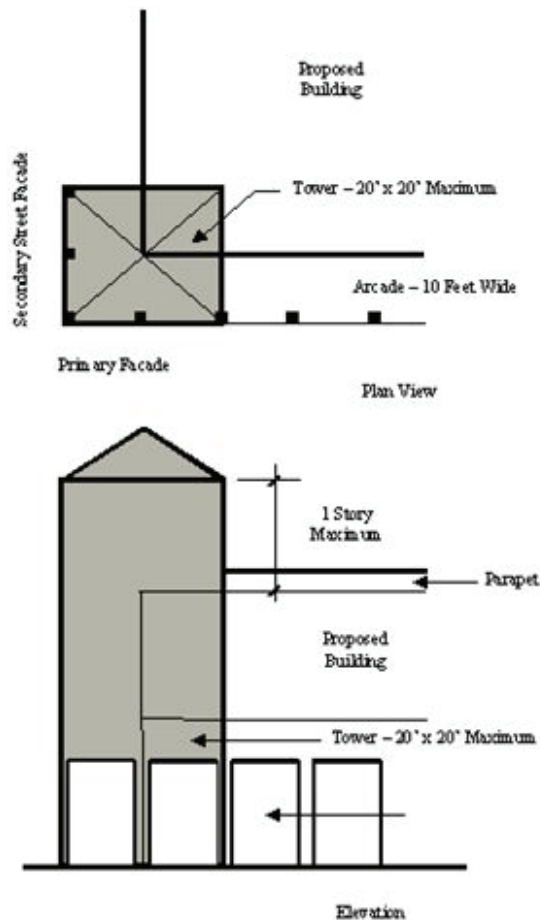 Proposed
Building
Tower – 20' x 20' Maximum
Secondary Street Facade
Arcade – 10 Feet Wide
Primary Facade
Plan View
1 Story
Maximum
Parapet
Proposed
Building
Tower – 20' x 20' Maximum
Elevation